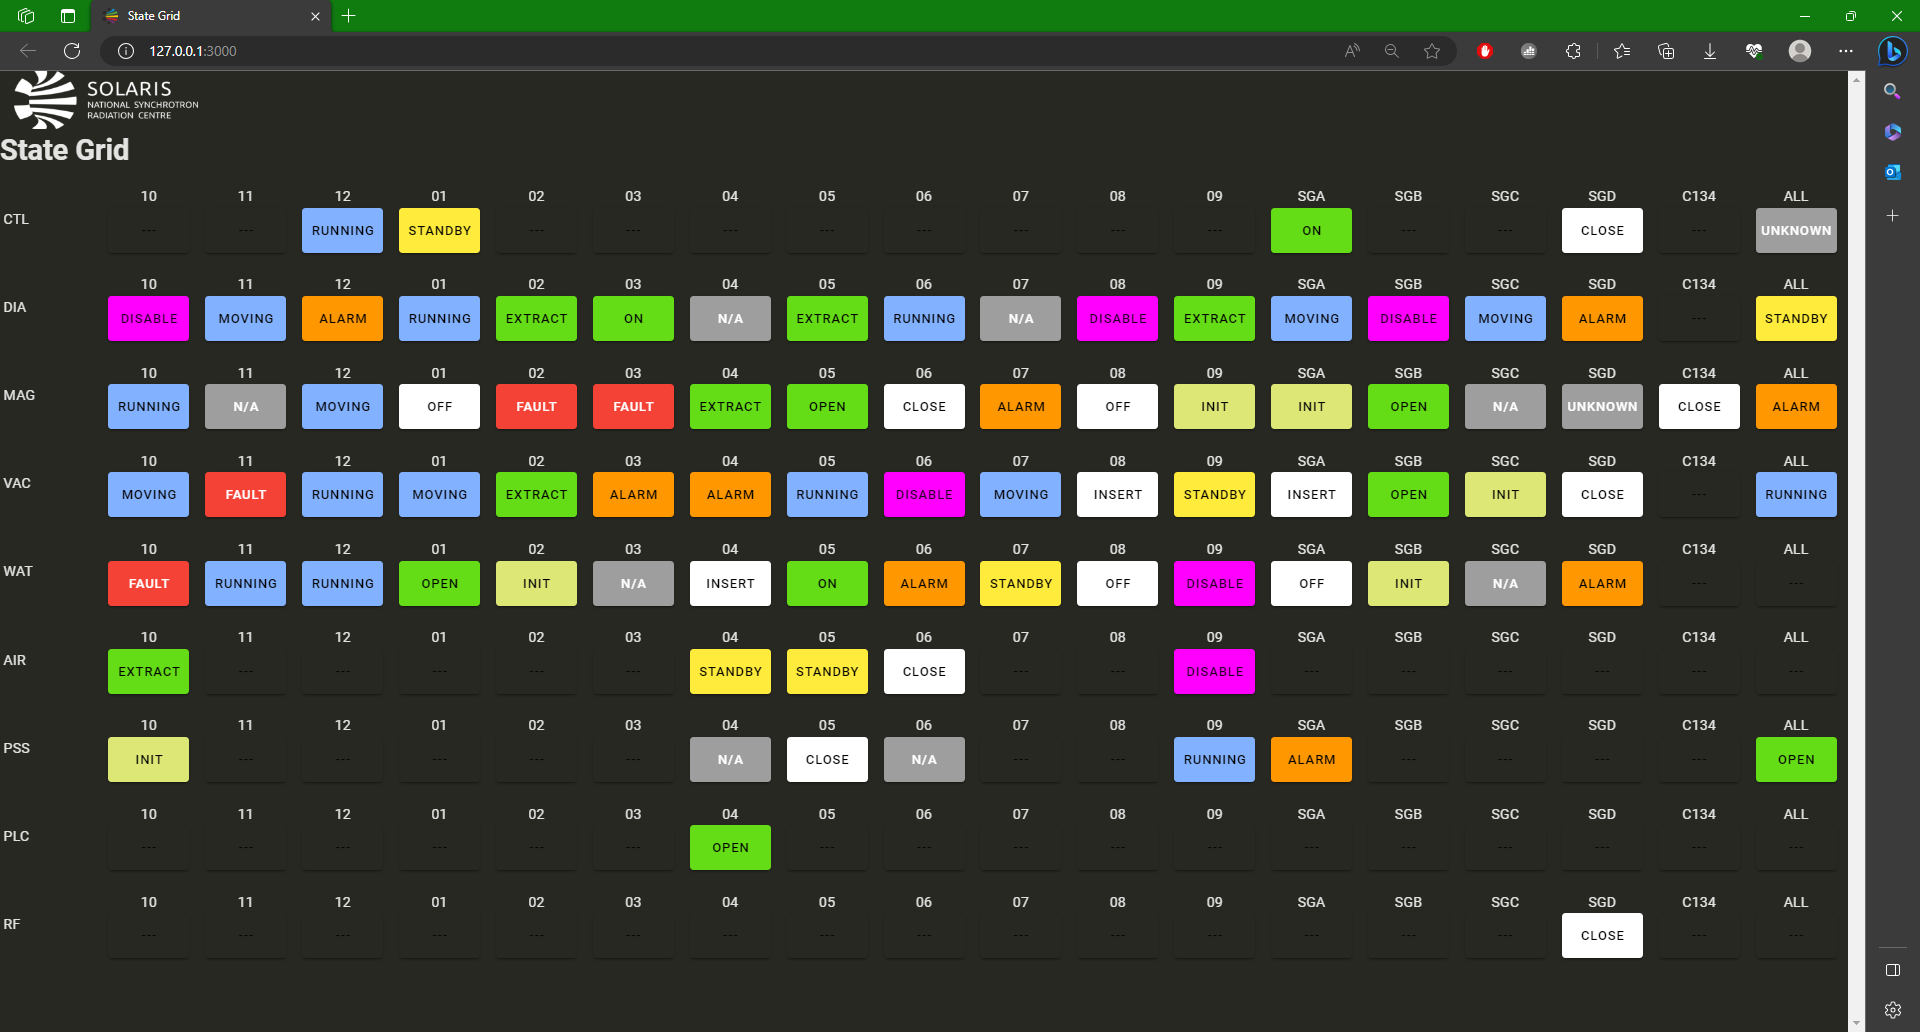 State Grid
127.0.0.1:3000
SOLARIS
NATIONAL SYNCHROTRON
RADIATION CENTRE
State Grid
10 11 12 01 02 03 04 05 06 07 08 09 SGA SGB SGC SGD C134 ALL
CTL --- --- RUNNING STANDBY --- --- --- --- --- --- --- --- ON --- --- CLOSE --- UNKNOWN
10 11 12 01 02 03 04 05 06 07 08 09 SGA SGB SGC SGD C134 ALL
DIA DISABLE MOVING ALARM RUNNING EXTRACT ON N/A EXTRACT RUNNING N/A DISABLE EXTRACT MOVING DISABLE MOVING ALARM --- STANDBY
10 11 12 01 02 03 04 05 06 07 08 09 SGA SGB SGC SGD C134 ALL
MAG RUNNING N/A MOVING OFF FAULT FAULT EXTRACT OPEN CLOSE ALARM OFF INIT INIT OPEN N/A UNKNOWN CLOSE ALARM
10 11 12 01 02 03 04 05 06 07 08 09 SGA SGB SGC SGD C134 ALL
VAC MOVING FAULT RUNNING MOVING EXTRACT ALARM ALARM RUNNING DISABLE MOVING INSERT STANDBY INSERT OPEN INIT CLOSE --- RUNNING
10 11 12 01 02 03 04 05 06 07 08 09 SGA SGB SGC SGD C134 ALL
WAT FAULT RUNNING RUNNING OPEN INIT N/A INSERT ON ALARM STANDBY OFF DISABLE OFF INIT N/A ALARM --- ---
10 11 12 01 02 03 04 05 06 07 08 09 SGA SGB SGC SGD C134 ALL
AIR EXTRACT --- --- --- --- --- STANDBY STANDBY CLOSE --- --- DISABLE --- --- --- --- --- ---
10 11 12 01 02 03 04 05 06 07 08 09 SGA SGB SGC SGD C134 ALL
PSS INIT --- --- --- --- --- N/A CLOSE N/A --- --- RUNNING ALARM --- --- --- --- OPEN
10 11 12 01 02 03 04 05 06 07 08 09 SGA SGB SGC SGD C134 ALL
PLC --- --- --- --- --- --- OPEN --- --- --- --- --- --- --- --- --- --- ---
10 11 12 01 02 03 04 05 06 07 08 09 SGA SGB SGC SGD C134 ALL
RF --- --- --- --- --- --- --- --- --- --- --- --- --- --- --- CLOSE --- ---